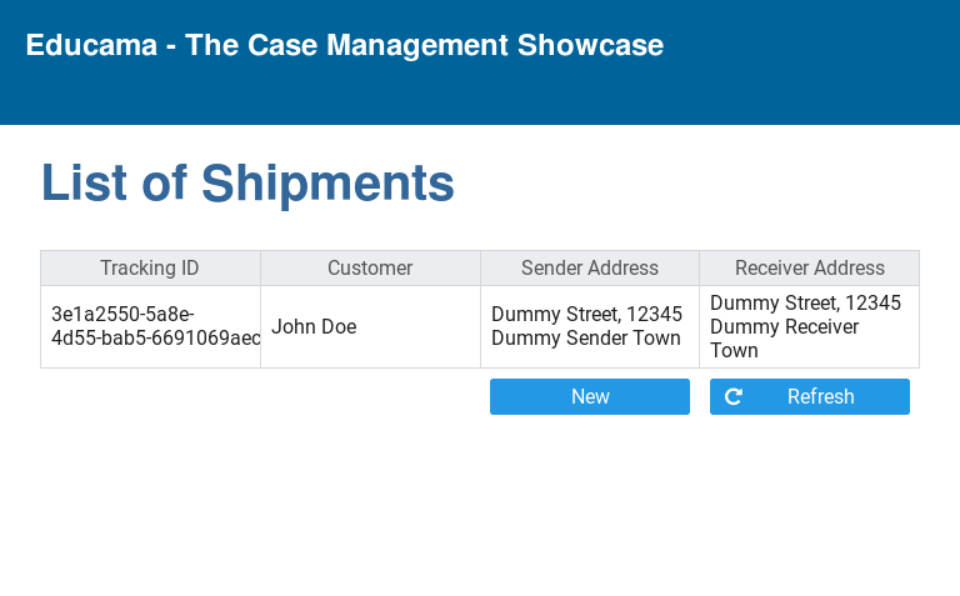 Educama - The Case Management Showcase
List of Shipments
Tracking ID Customer Sender Address Receiver Address
3e1a2550-5a8e-
4d55-bab5-6691069aec
John Doe
Dummy Street, 12345
Dummy Sender Town
Dummy Street, 12345
Dummy Receiver
Town
New Refresh